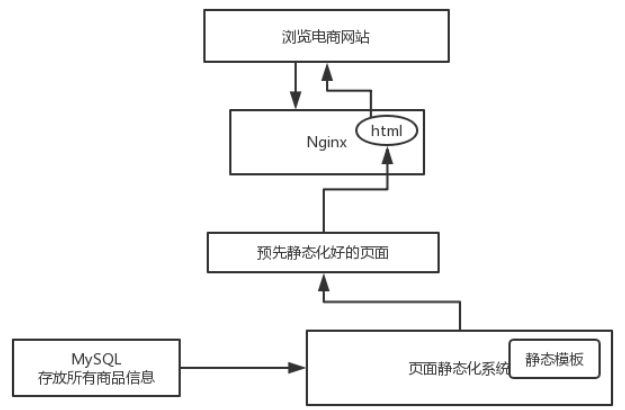 浏览电商网站
Nginx
html
预先静态化好的页面
MySQL
存放所有商品信息
页面静态化系统
静态模板